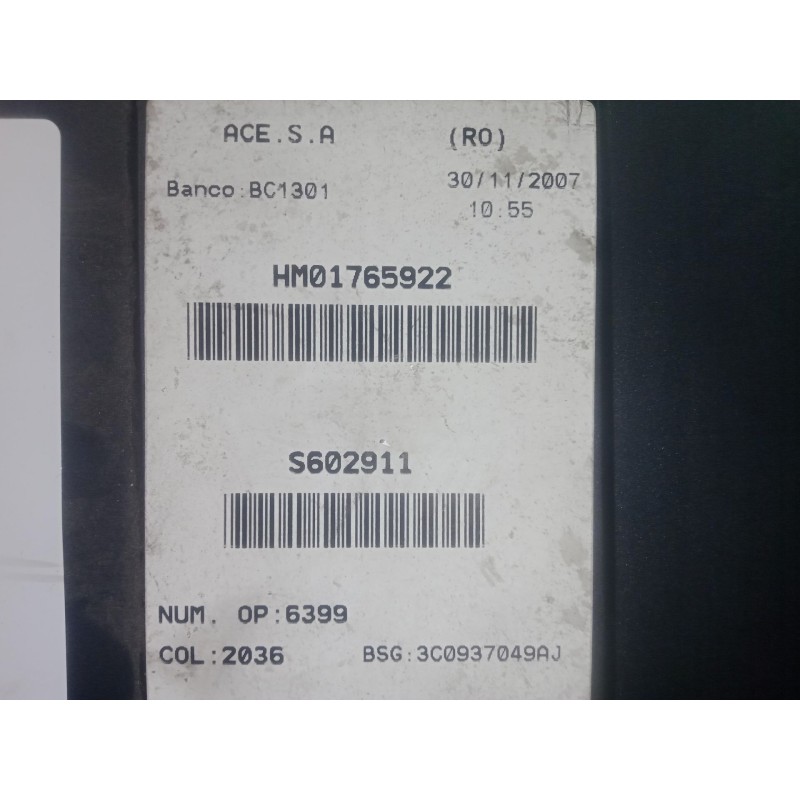 ACE.S.A (RO)
Banco:BC1301 30/11/2007
10:55
HM01765922
S602911
NUM. OP:6399
COL:2036 BSG:3C0937049AJ